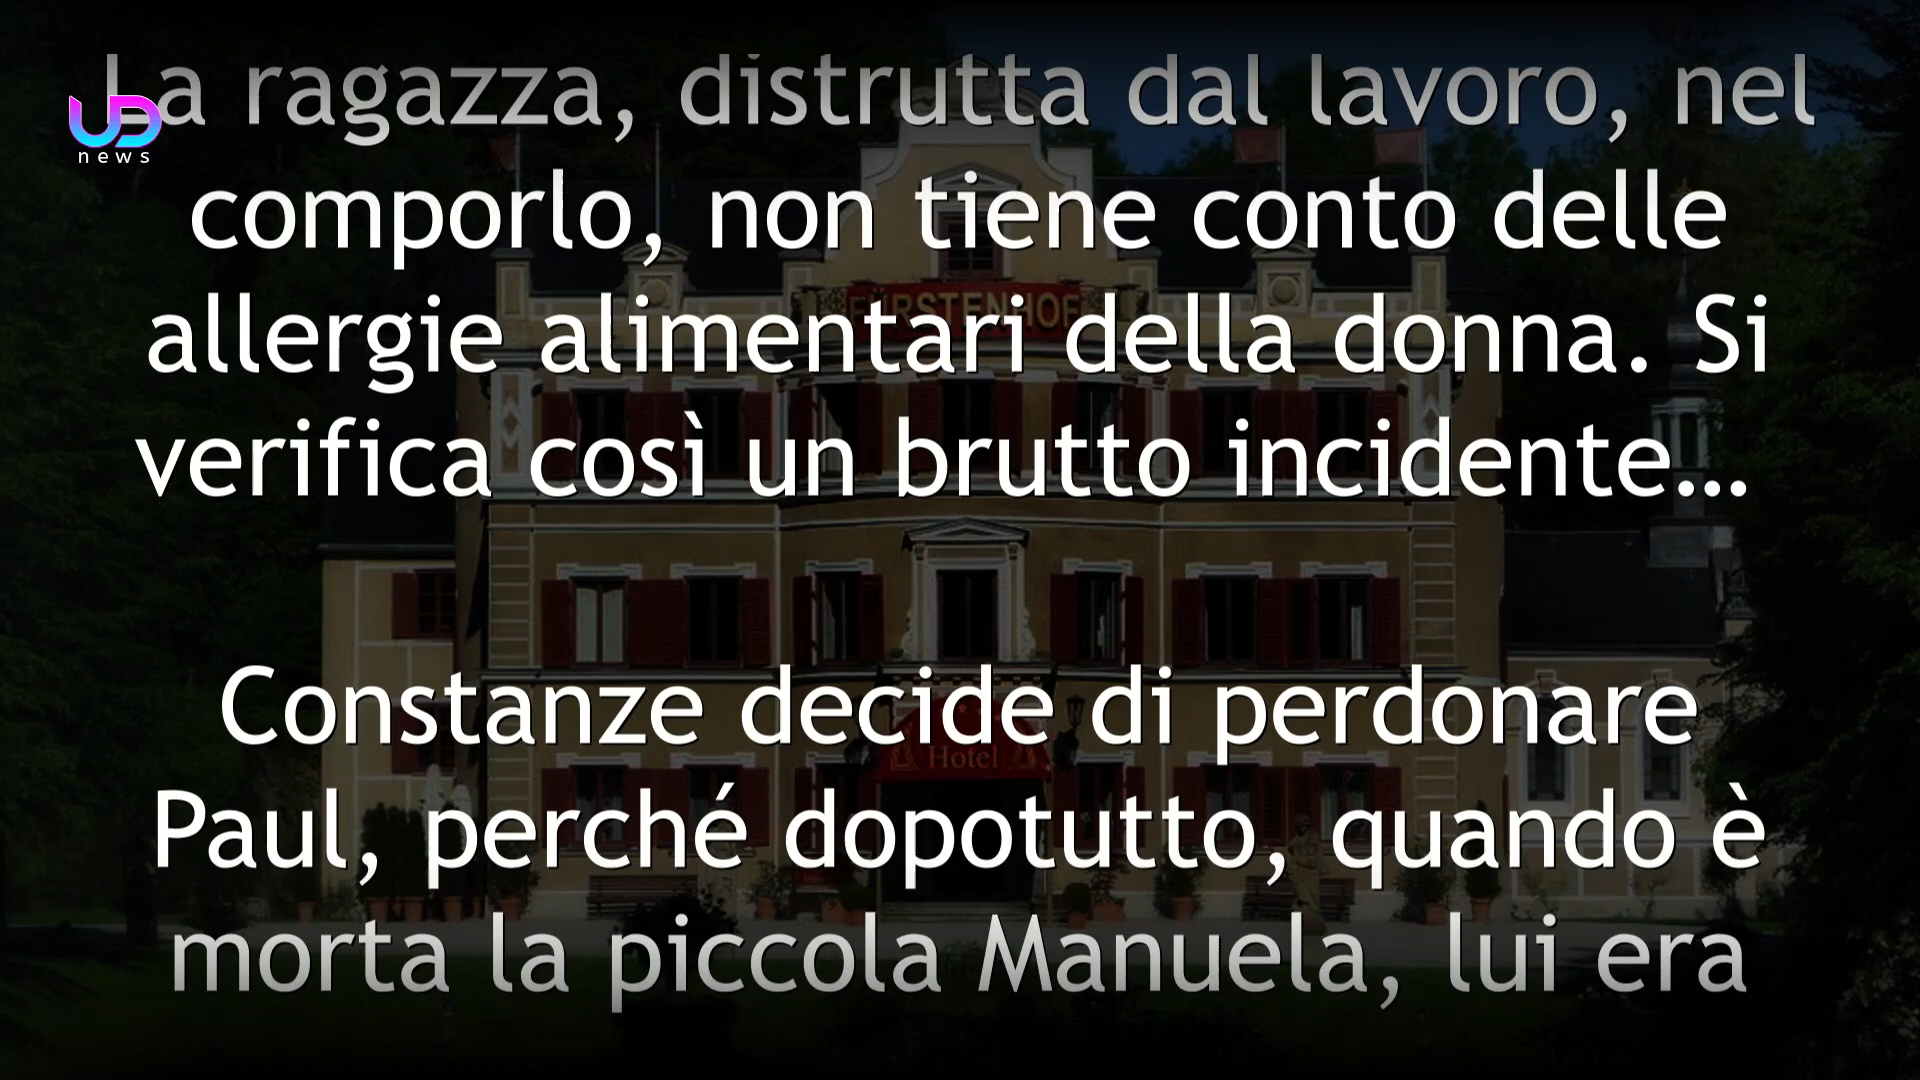 La ragazza, distrutta dal lavoro, nel
UD
news
comporlo, non tiene conto delle
FÜRSTENHOF
allergie alimentari della donna. Si
verifica così un brutto incidente...
Constanze decide di perdonare
Hotel
Paul, perché dopotutto, quando è
morta la piccola Manuela, lui era